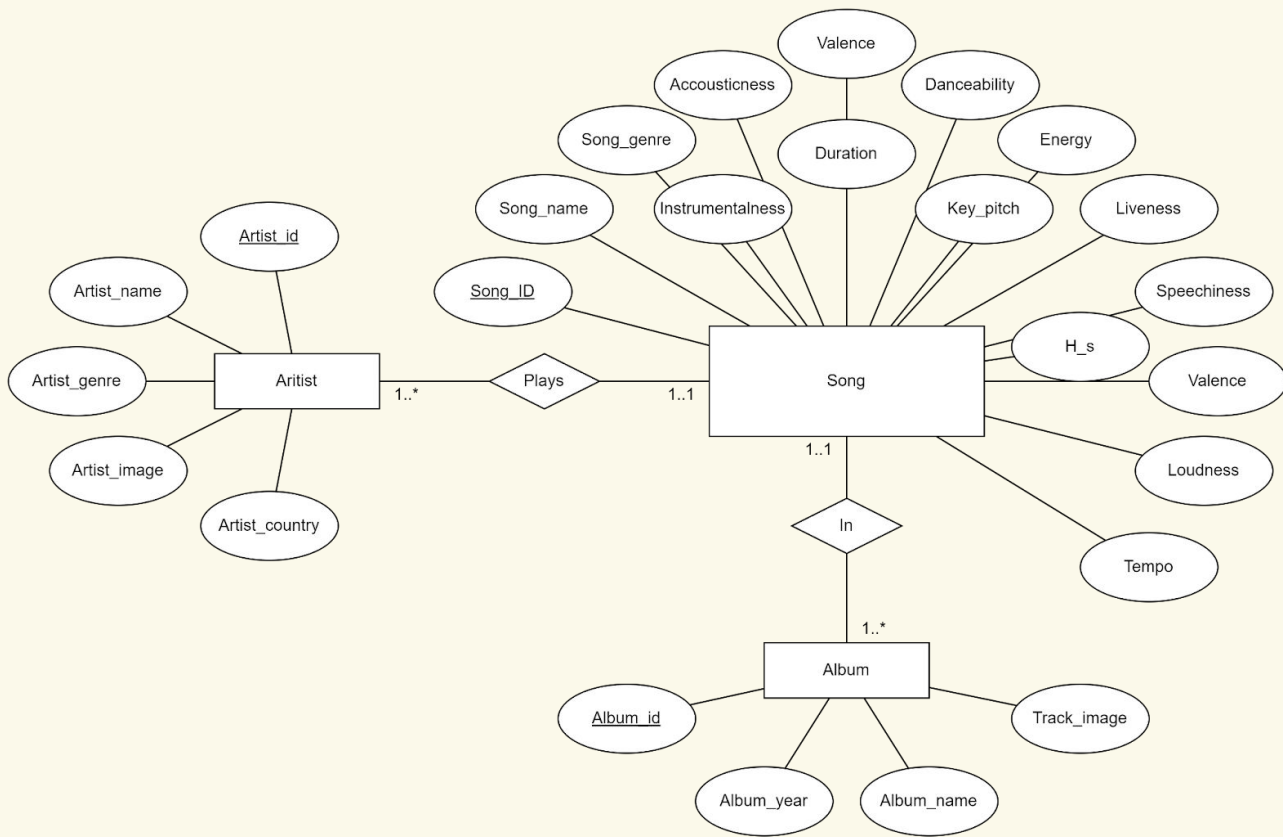 Valence
Accousticness
Danceability
Song_genre
Duration
Energy
Song_name
Instrumentalness
Key_pitch
Liveness
Artist_id
Song_ID
Speechiness
Artist_name
H_s
Artist_genre
Aritist
1..*
Plays
1..1
Song
Valence
1..1
Artist_image
Loudness
Artist_country
In
Tempo
1..*
Album
Album_id
Track_image
Album_year
Album_name